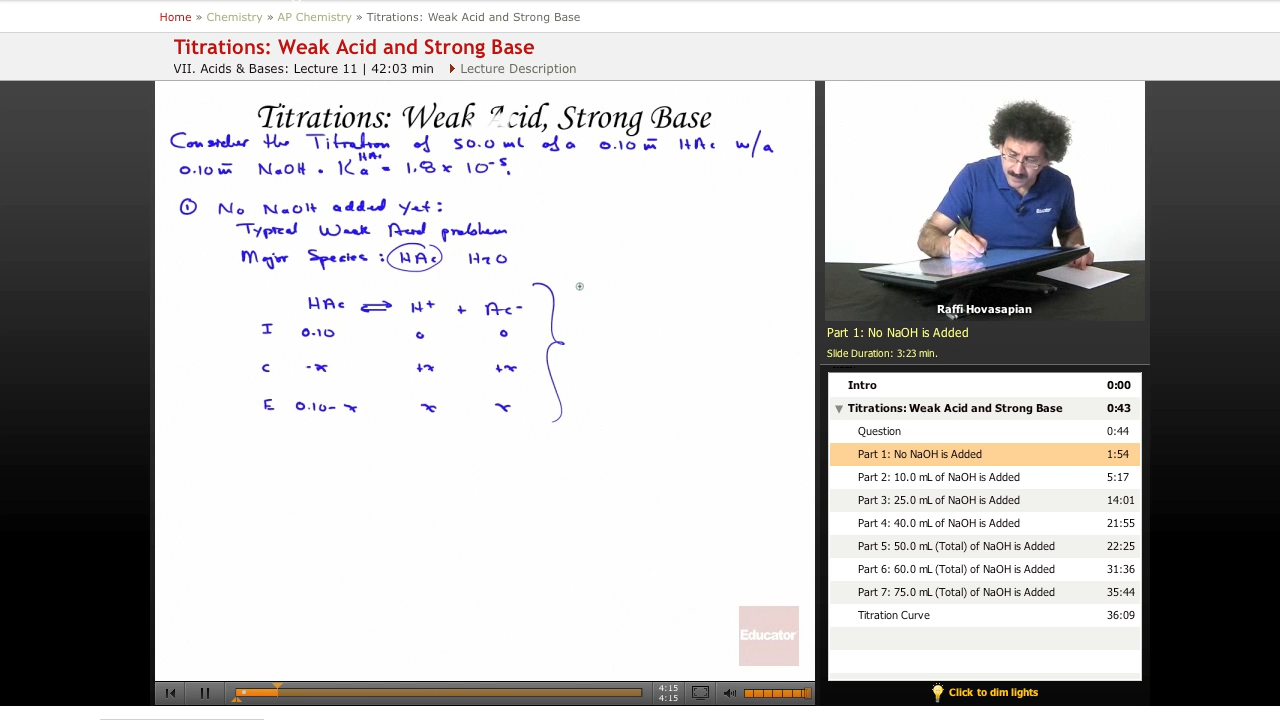 Home » Chemistry » AP Chemistry » Titrations: Weak Acid and Strong Base
Titrations: Weak Acid and Strong Base
VII. Acids & Bases: Lecture 11 | 42:03 min Lecture Description
Titrations: Weak Acid, Strong Base
Consider the Titration of 50.0 mL of a 0.10 m̄ HAc w/a
0.10 m̄ NaOH. Ka HAc = 1.8 x 10-5.
① No NaOH added yet:
Typical Weak Acid problem
Major Species: HAc H2O
HAc ⇌ H+ + Ac-
I 0.10 0 0
C -x +x +x
E 0.10-x x x
Educator
Educator
Raffi Hovasapian
Part 1: No NaOH is Added
Slide Duration: 3:23 min.
Intro 0:00
Titrations: Weak Acid and Strong Base 0:43
Question 0:44
Part 1: No NaOH is Added 1:54
Part 2: 10.0 mL of NaOH is Added 5:17
Part 3: 25.0 mL of NaOH is Added 14:01
Part 4: 40.0 mL of NaOH is Added 21:55
Part 5: 50.0 mL (Total) of NaOH is Added 22:25
Part 6: 60.0 mL (Total) of NaOH is Added 31:36
Part 7: 75.0 mL (Total) of NaOH is Added 35:44
Titration Curve 36:09
4:15
4:15
Click to dim lights